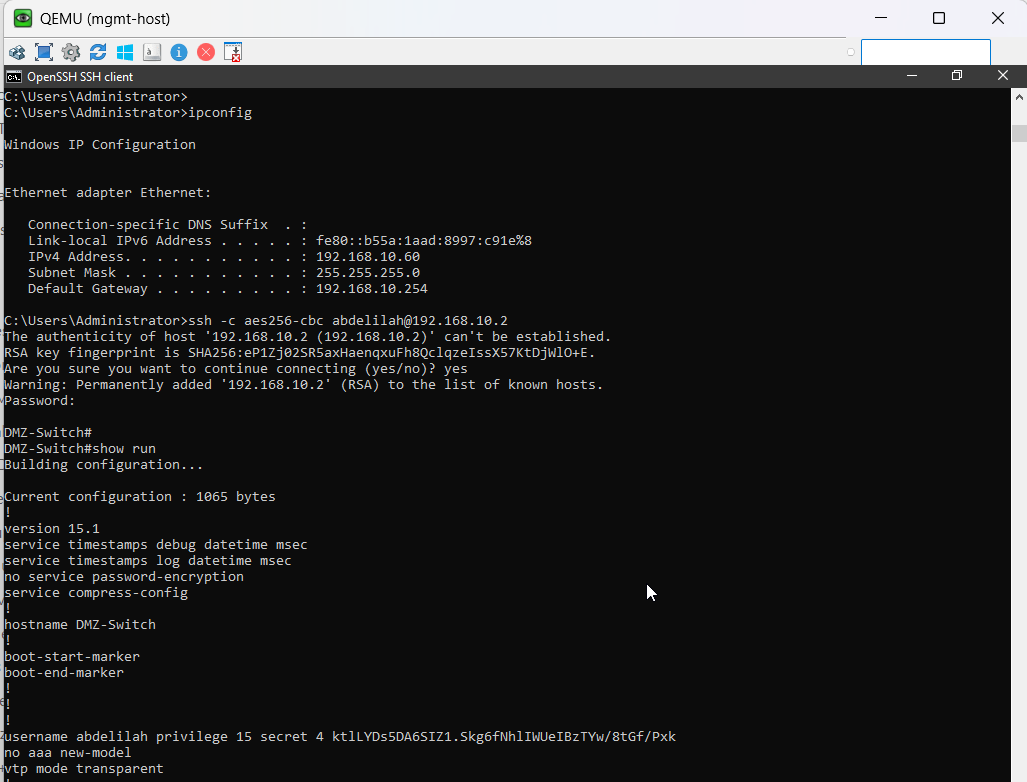 QEMU (mgmt-host)
OpenSSH SSH client
C:\Users\Administrator>
C:\Users\Administrator>ipconfig
Windows IP Configuration
Ethernet adapter Ethernet:
Connection-specific DNS Suffix  . :
Link-local IPv6 Address . . . . . : fe80::b55a:1aad:8997:c91e%8
IPv4 Address. . . . . . . . . . . : 192.168.10.60
Subnet Mask . . . . . . . . . . . : 255.255.255.0
Default Gateway . . . . . . . . . : 192.168.10.254
C:\Users\Administrator>ssh -c aes256-cbc abdelilah@192.168.10.2
The authenticity of host '192.168.10.2 (192.168.10.2)' can't be established.
RSA key fingerprint is SHA256:eP1Zj02SR5axHaenqxuFh8QclqzeIssX57KtDjWlO+E.
Are you sure you want to continue connecting (yes/no)? yes
Warning: Permanently added '192.168.10.2' (RSA) to the list of known hosts.
Password:
DMZ-Switch#
DMZ-Switch#show run
Building configuration...
Current configuration : 1065 bytes
!
version 15.1
service timestamps debug datetime msec
service timestamps log datetime msec
no service password-encryption
service compress-config
!
hostname DMZ-Switch
!
boot-start-marker
boot-end-marker
!
!
!
username abdelilah privilege 15 secret 4 ktlLYDs5DA6SIZ1.Skg6fNhlIWUeIBzTYw/8tGf/Pxk
no aaa new-model
vtp mode transparent